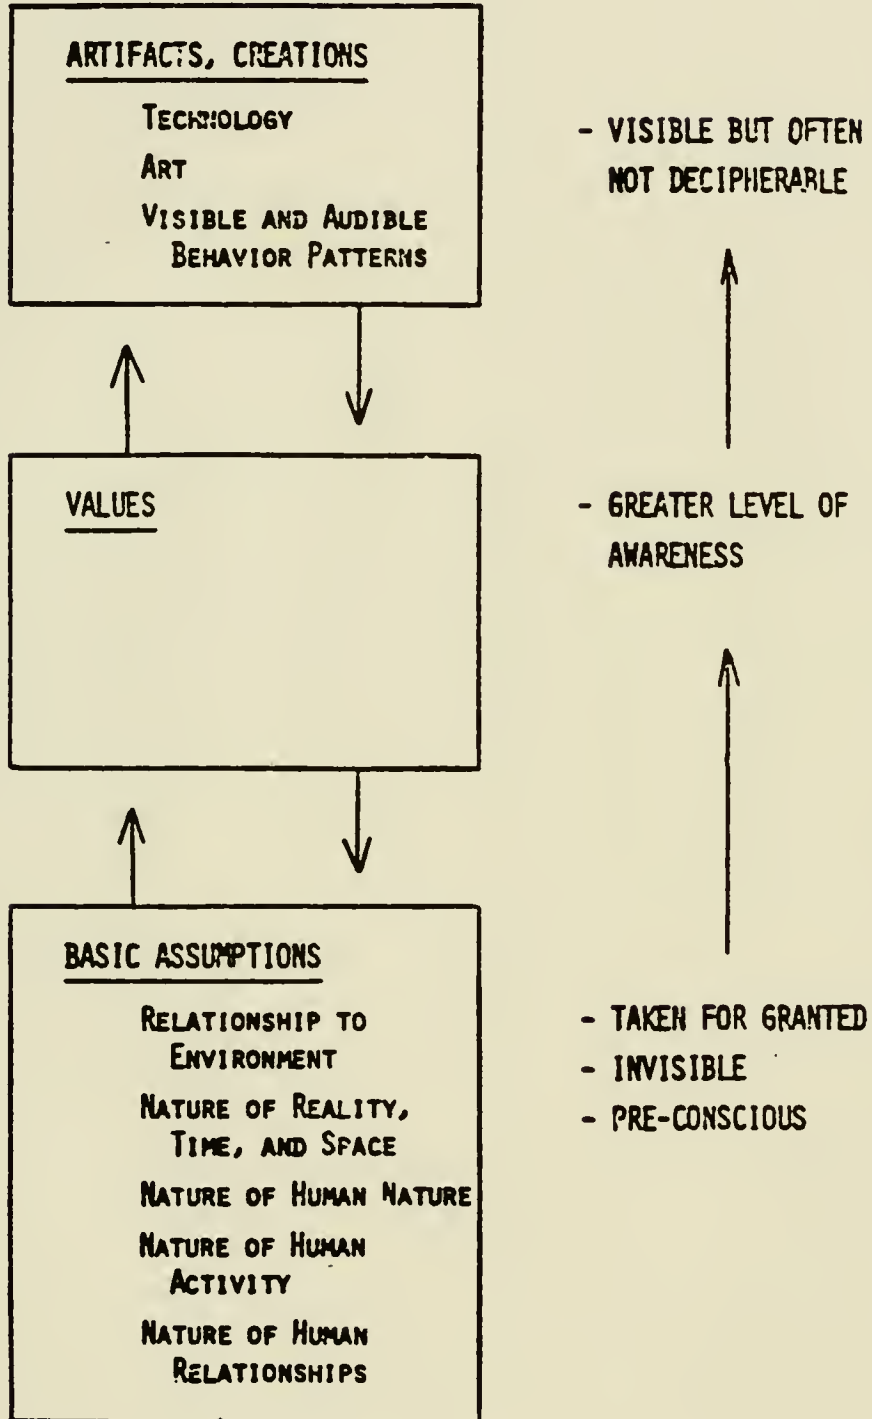 ARTIFACTS, CREATIONS
TECHNOLOGY
ART
VISIBLE AND AUDIBLE
BEHAVIOR PATTERNS
- VISIBLE BUT OFTEN
NOT DECIPHERABLE
VALUES
- GREATER LEVEL OF
AWARENESS
BASIC ASSUMPTIONS
RELATIONSHIP TO
ENVIRONMENT
NATURE OF REALITY,
TIME, AND SPACE
NATURE OF HUMAN NATURE
NATURE OF HUMAN
ACTIVITY
NATURE OF HUMAN
RELATIONSHIPS
- TAKEN FOR GRANTED
- INVISIBLE
- PRE-CONSCIOUS